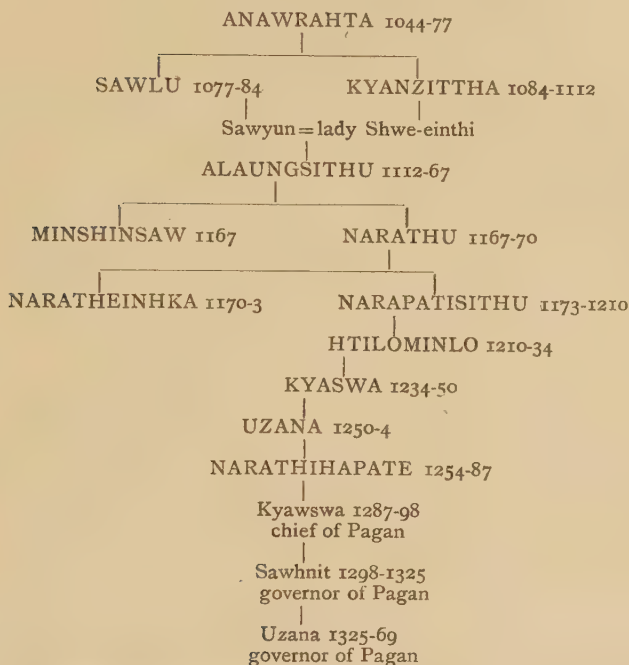 ANAWRAHTA 1044-77
SAWLU 1077-84 KYANZITTHA 1084-1112
Sawyun=lady Shwe-einthi
ALAUNGSITHU 1112-67
MINSHINSAW 1167 NARATHU 1167-70
NARATHEINHKA 1170-3 NARAPATISITHU 1173-1210
HTILOMINLO 1210-34
KYASWA 1234-50
UZANA 1250-4
NARATHIHAPATE 1254-87
Kyawswa 1287-98
chief of Pagan
Sawhnit 1298-1325
governor of Pagan
Uzana 1325-69
governor of Pagan